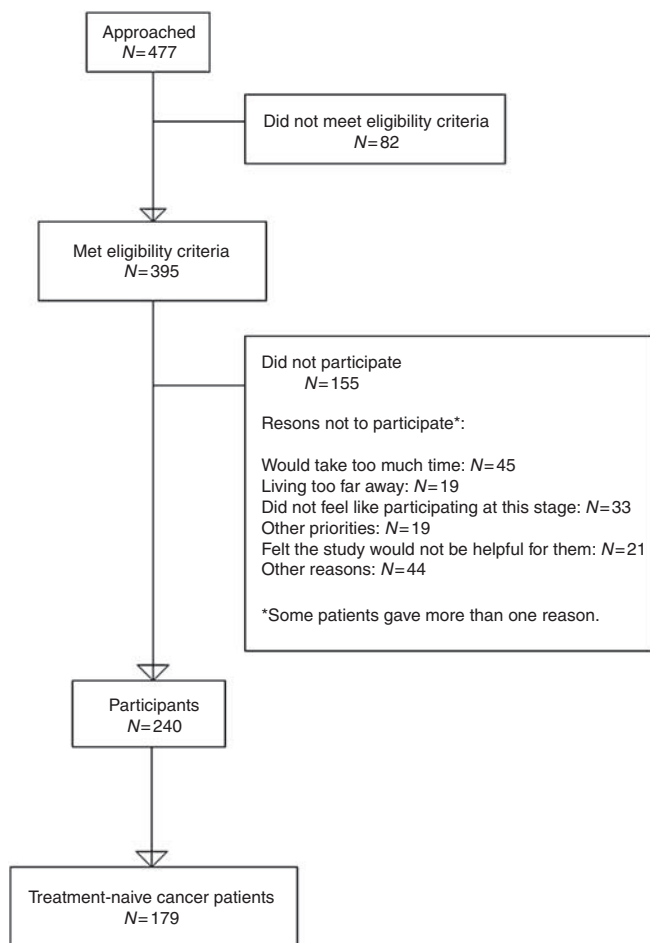 Approached
N=477
Did not meet eligibility criteria
N=82
Met eligibility criteria
N=395
Did not participate
N=155
Resons not to participate*:
Would take too much time: N=45
Living too far away: N=19
Did not feel like participating at this stage: N=33
Other priorities: N=19
Felt the study would not be helpful for them: N=21
Other reasons: N=44
*Some patients gave more than one reason.
Participants
N=240
Treatment-naive cancer patients
N=179